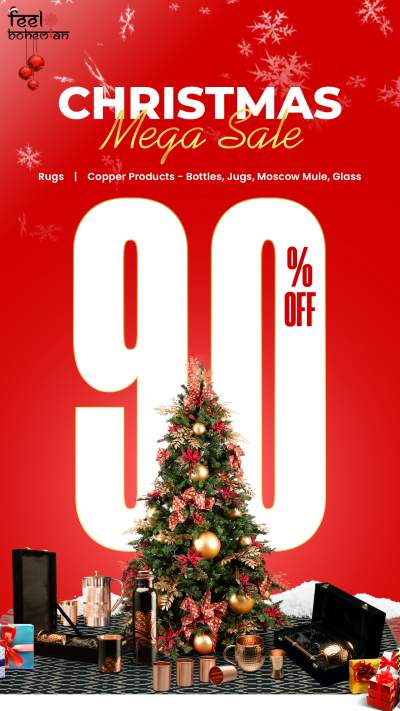 feel
bohemian
CHRISTMAS
Mega Sale
Rugs | Copper Products - Bottles, Jugs, Moscow Mule, Glass
90
%
OFF